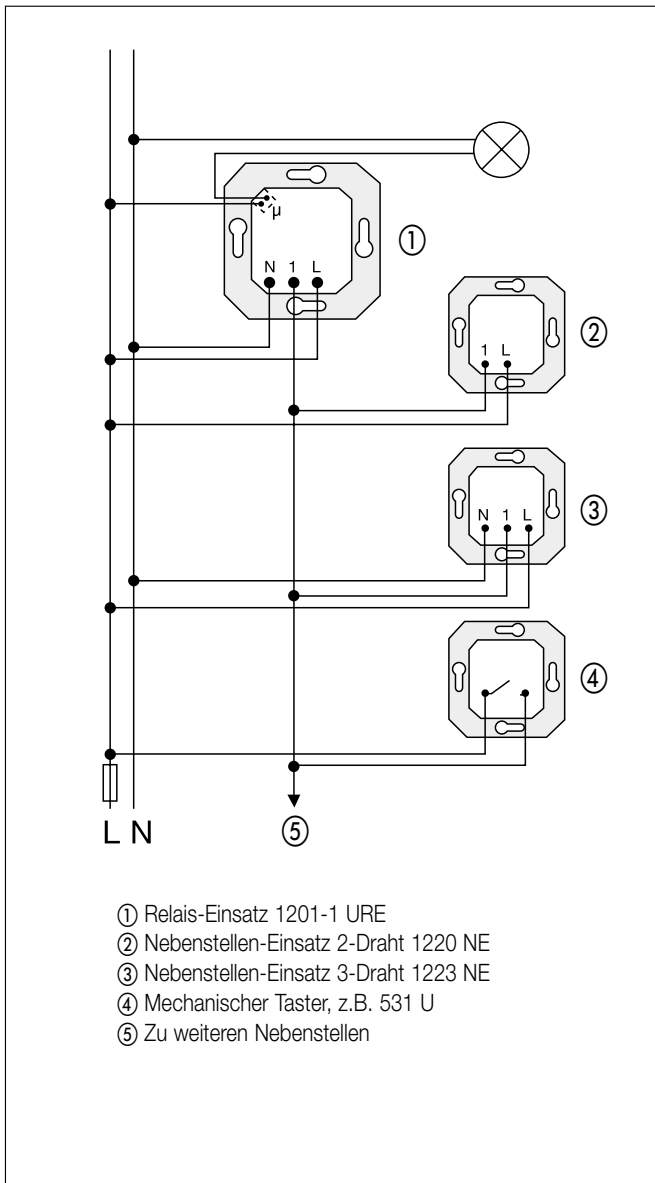 ①
µ
N 1 L
②
1 L
③
N 1 L
④
L N
⑤
① Relais-Einsatz 1201-1 URE
② Nebenstellen-Einsatz 2-Draht 1220 NE
③ Nebenstellen-Einsatz 3-Draht 1223 NE
④ Mechanischer Taster, z.B. 531 U
⑤ Zu weiteren Nebenstellen